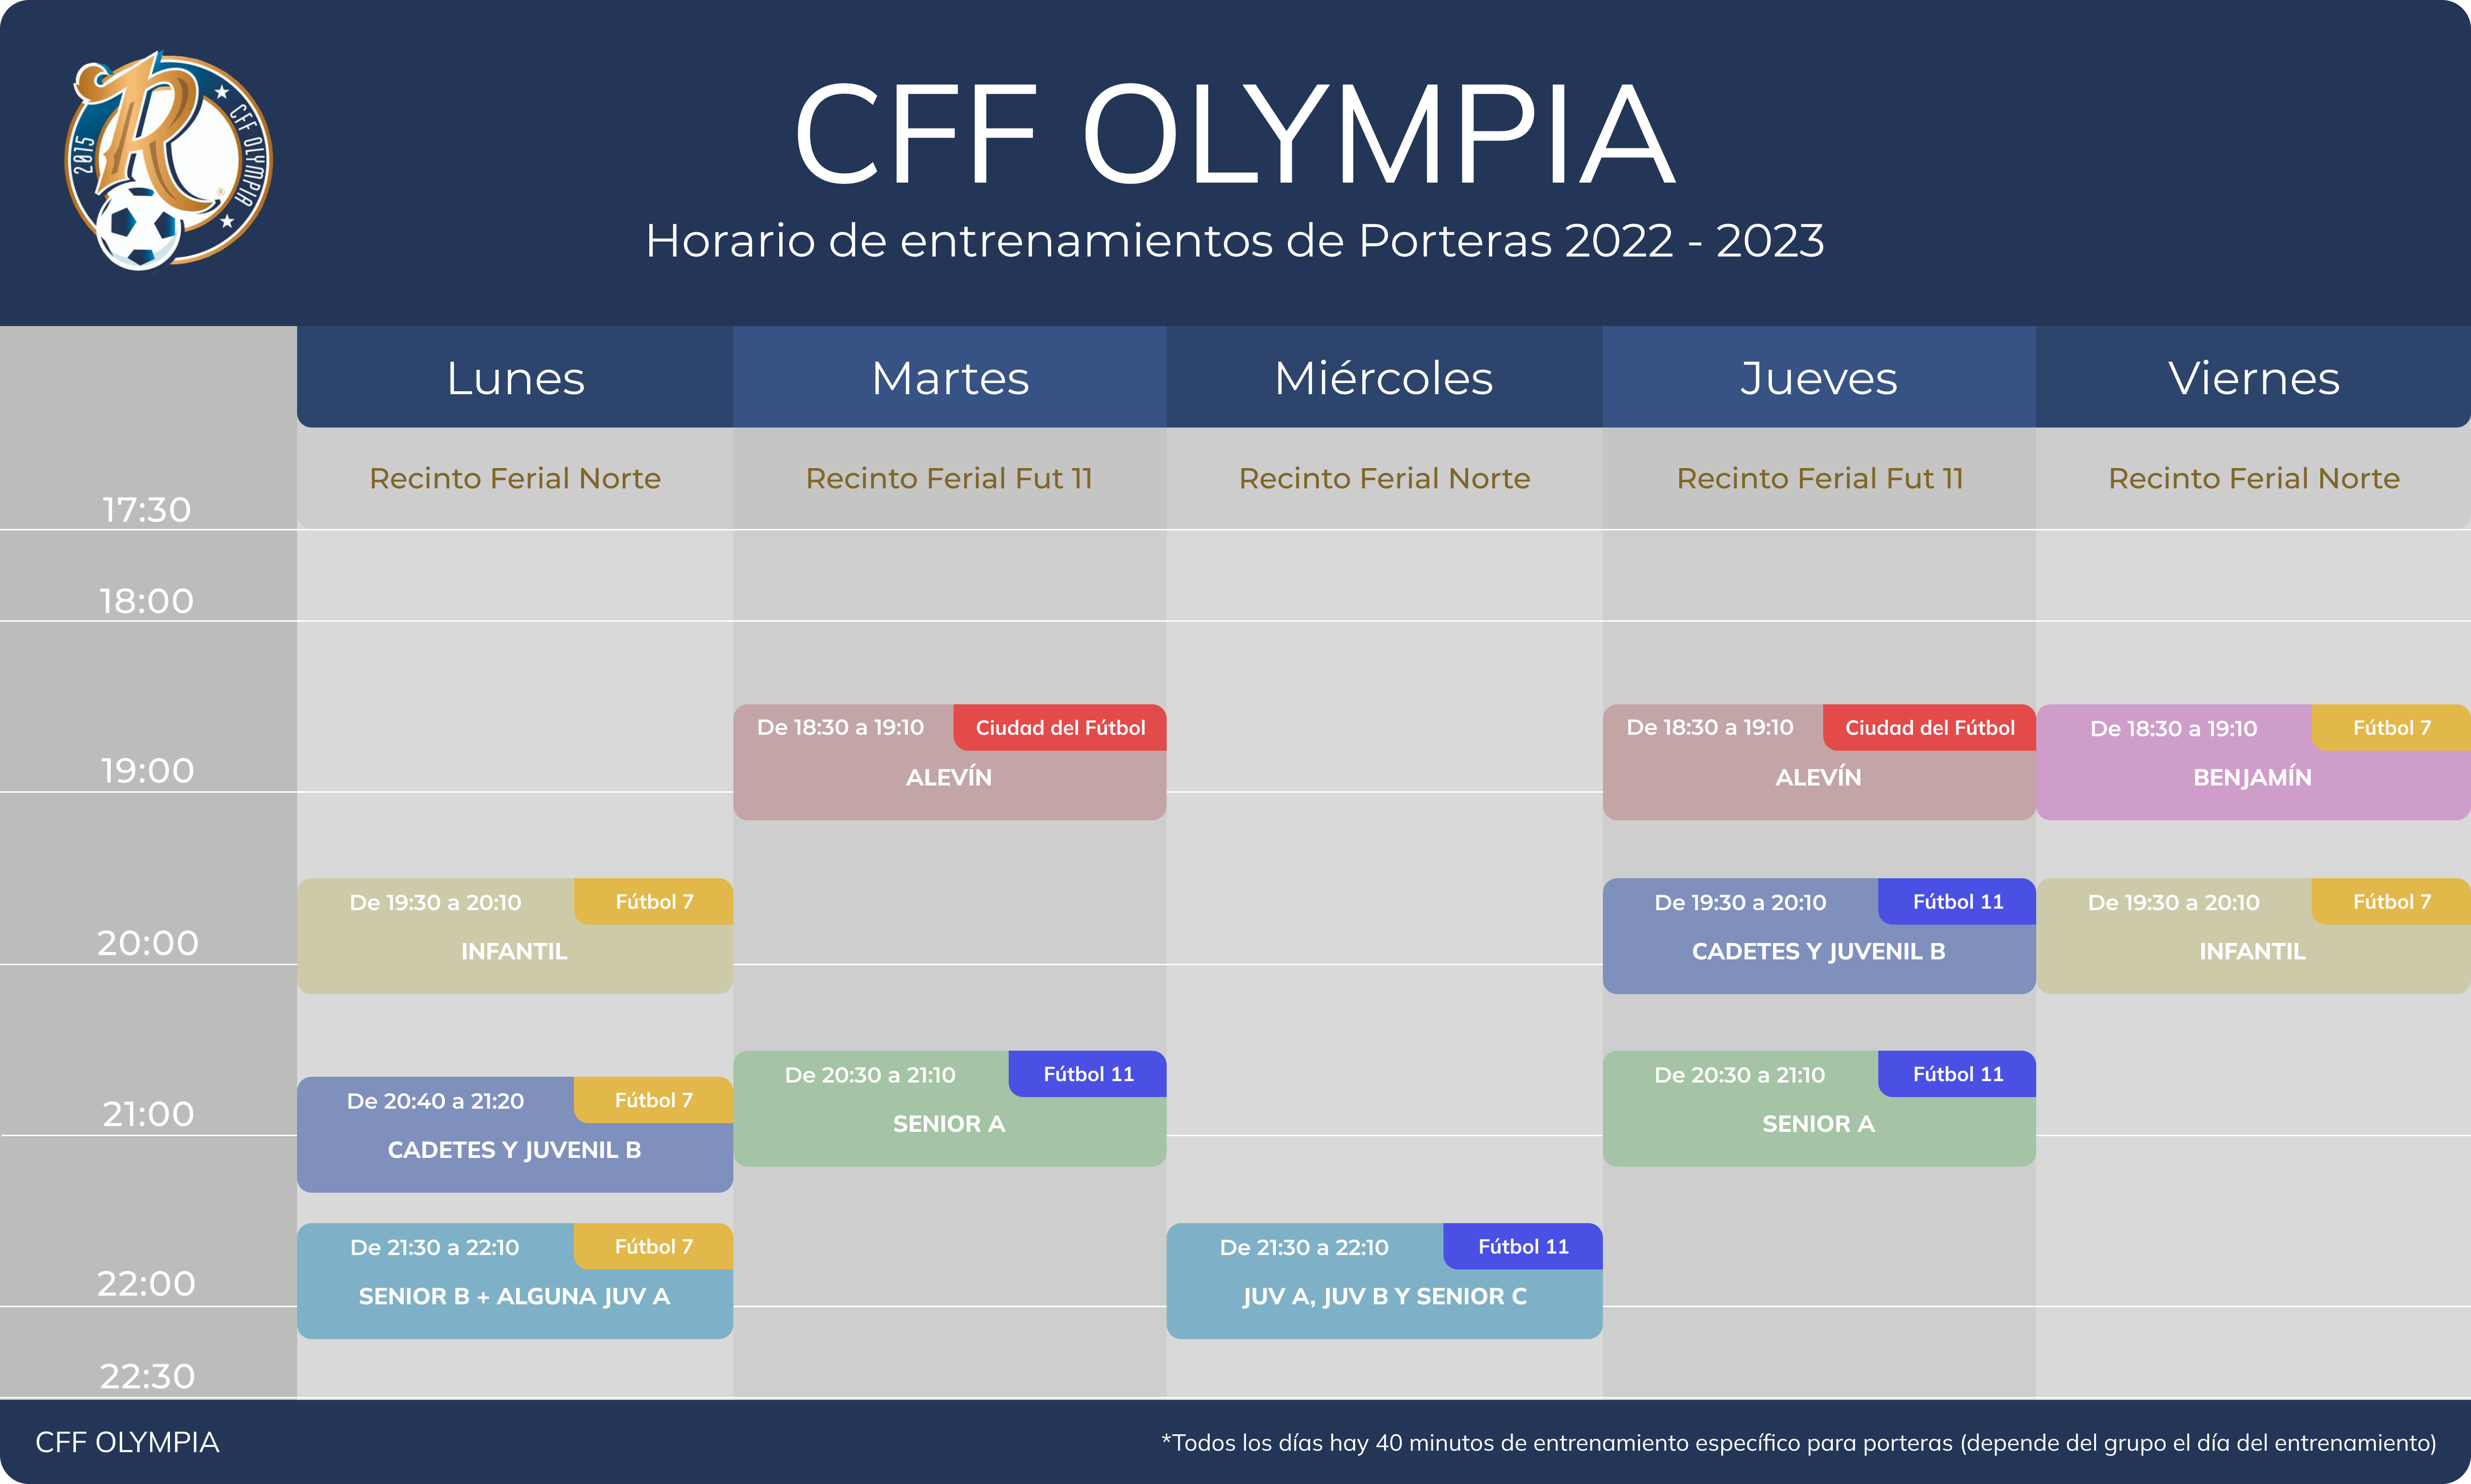 2015
CFF OLYMPIA
R
®
CFF OLYMPIA
Horario de entrenamientos de Porteras 2022 - 2023
Lunes
Martes
Miércoles
Jueves
Viernes
Recinto Ferial Norte
Recinto Ferial Fut 11
Recinto Ferial Norte
Recinto Ferial Fut 11
Recinto Ferial Norte
17:30
18:00
De 18:30 a 19:10
Ciudad del Fútbol
ALEVÍN
De 18:30 a 19:10
Ciudad del Fútbol
ALEVÍN
De 18:30 a 19:10
Fútbol 7
BENJAMÍN
19:00
De 19:30 a 20:10
Fútbol 7
INFANTIL
De 19:30 a 20:10
Fútbol 11
CADETES Y JUVENIL B
De 19:30 a 20:10
Fútbol 7
INFANTIL
20:00
De 20:40 a 21:20
Fútbol 7
CADETES Y JUVENIL B
De 20:30 a 21:10
Fútbol 11
SENIOR A
De 20:30 a 21:10
Fútbol 11
SENIOR A
21:00
De 21:30 a 22:10
Fútbol 7
SENIOR B + ALGUNA JUV A
De 21:30 a 22:10
Fútbol 11
JUV A, JUV B Y SENIOR C
22:00
22:30
CFF OLYMPIA
*Todos los días hay 40 minutos de entrenamiento específico para porteras (depende del grupo el día del entrenamiento)